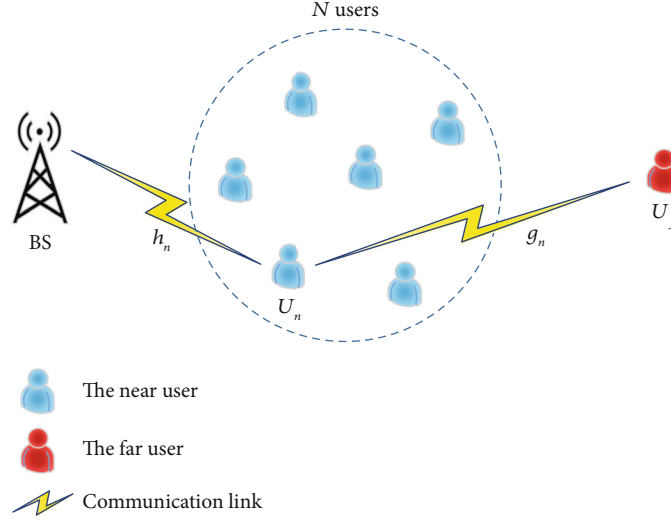 N users
BS
h_n
g_n
U_n
U
The near user
The far user
Communication link